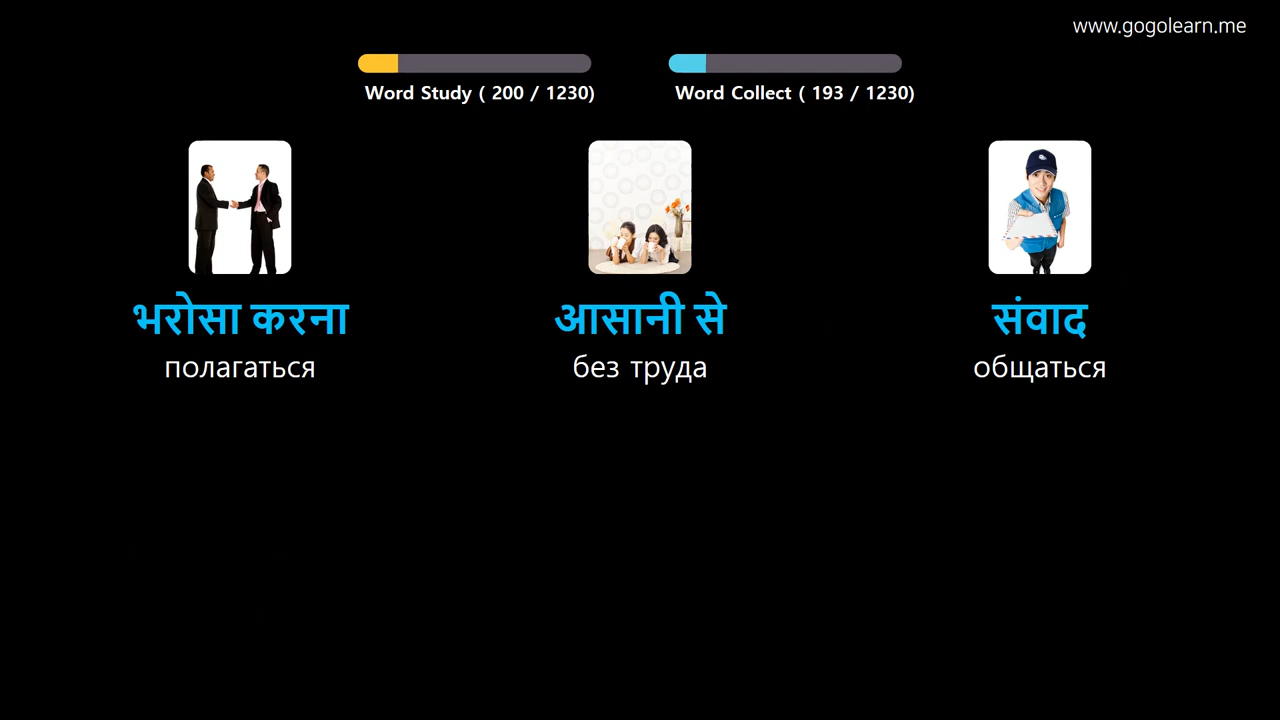 www.gogolearn.me
Word Study ( 200 / 1230)
Word Collect ( 193 / 1230)
भरोसा करना
आसानी से
संवाद
полагаться
без труда
общаться